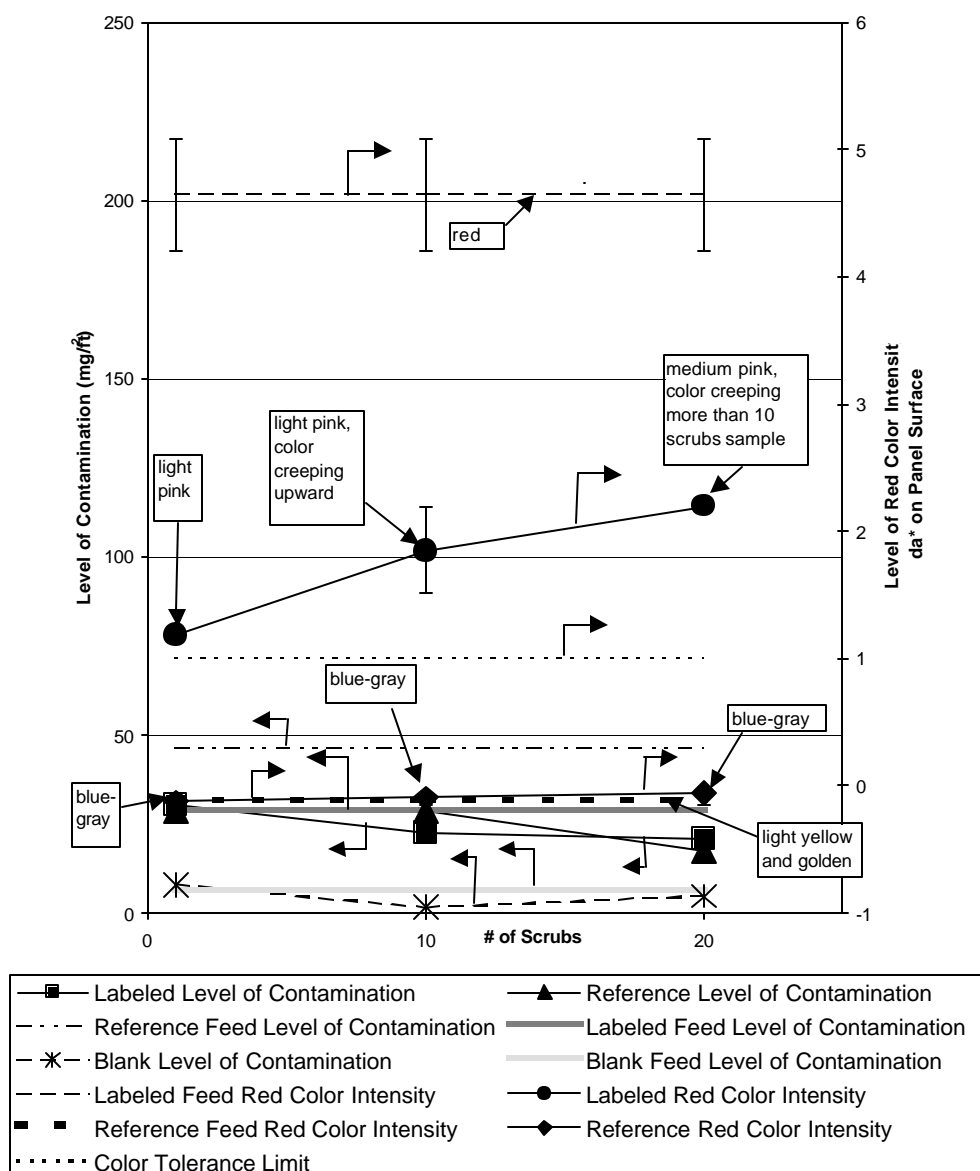 250
200
150
100
50
0
Level of Contamination (mg/ft²)
6
5
4
3
2
1
0
-1
Level of Red Color Intensit
da* on Panel Surface
red
medium pink,
color creeping
more than 10
scrubs sample
light pink,
color
creeping
upward
light
pink
blue-gray
blue-gray
blue-
gray
light yellow
and golden
0
10
20
# of Scrubs
Labeled Level of Contamination
Reference Level of Contamination
Reference Feed Level of Contamination
Labeled Feed Level of Contamination
Blank Level of Contamination
Blank Feed Level of Contamination
Labeled Feed Red Color Intensity
Labeled Red Color Intensity
Reference Feed Red Color Intensity
Reference Red Color Intensity
Color Tolerance Limit